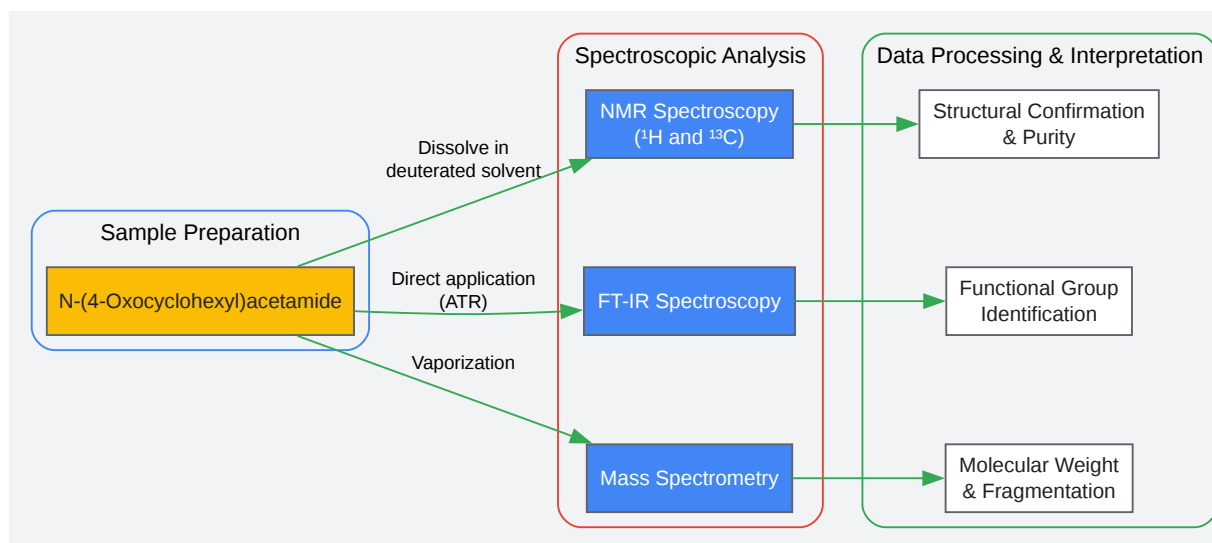 Sample Preparation
N-(4-Oxocyclohexyl)acetamide
Dissolve in
deuterated solvent
Direct application
(ATR)
Vaporization
Spectroscopic Analysis
NMR Spectroscopy
(¹H and ¹³C)
FT-IR Spectroscopy
Mass Spectrometry
Data Processing & Interpretation
Structural Confirmation
& Purity
Functional Group
Identification
Molecular Weight
& Fragmentation